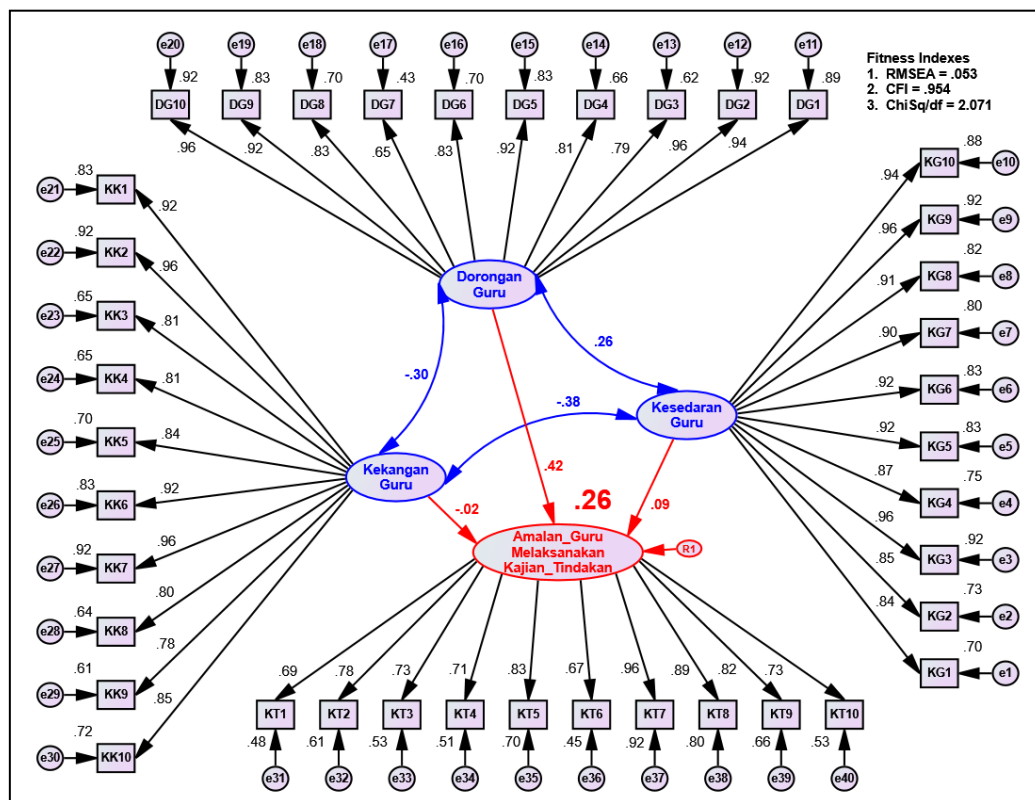 e20 e19 e18 e17 e16 e15 e14 e13 e12 e11
.92 .83 .70 .43 .70 .83 .66 .62 .92 .89
DG10 DG9 DG8 DG7 DG6 DG5 DG4 DG3 DG2 DG1
.96 .92 .83 .65 .83 .92 .81 .79 .96 .94
Fitness Indexes
1. RMSEA = .053
2. CFI = .954
3. ChiSq/df = 2.071
e21 .83 KK1 .92
e22 .92 KK2 .96
e23 .65 KK3 .81
e24 .65 KK4 .81
e25 .70 KK5 .84
e26 .83 KK6 .92
e27 .92 KK7 .96
e28 .64 KK8 .80
e29 .61 KK9 .78
e30 .72 KK10 .85
Dorongan
Guru
.26
-.30
-.38
Kesedaran
Guru
Kekangan
Guru
.42
-.02
.26
.09
Amalan_Guru
Melaksanakan
Kajian_Tindakan
R1
.94 KG10 .88 e10
.96 KG9 .92 e9
.91 KG8 .82 e8
.90 KG7 .80 e7
.92 KG6 .83 e6
.92 KG5 .83 e5
.87 KG4 .75 e4
.96 KG3 .92 e3
.85 KG2 .73 e2
.84 KG1 .70 e1
.69 .78 .73 .71 .83 .67 .96 .89 .82 .73
KT1 KT2 KT3 KT4 KT5 KT6 KT7 KT8 KT9 KT10
.48 .61 .53 .51 .70 .45 .92 .80 .66 .53
e31 e32 e33 e34 e35 e36 e37 e38 e39 e40